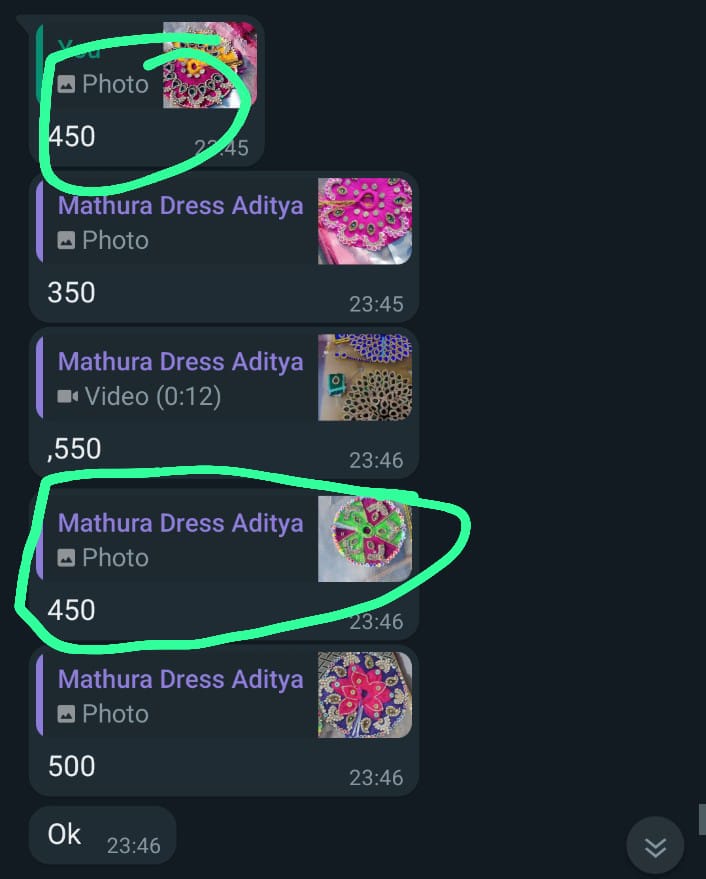 You
Photo
450
23:45
Mathura Dress Aditya
Photo
350
23:45
Mathura Dress Aditya
Video (0:12)
,550
23:46
Mathura Dress Aditya
Photo
450
23:46
Mathura Dress Aditya
Photo
500
23:46
Ok
23:46